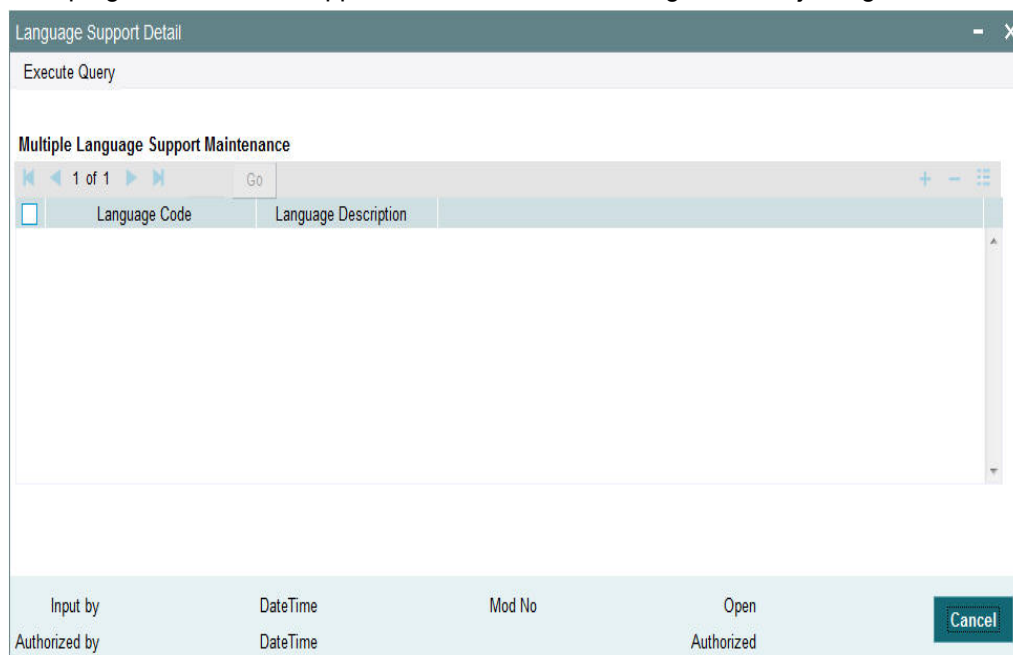 Language Support Detail
Execute Query
Multiple Language Support Maintenance
1 of 1 Go
Language Code Language Description
Input by DateTime Mod No Open
Authorized by DateTime Authorized
Cancel